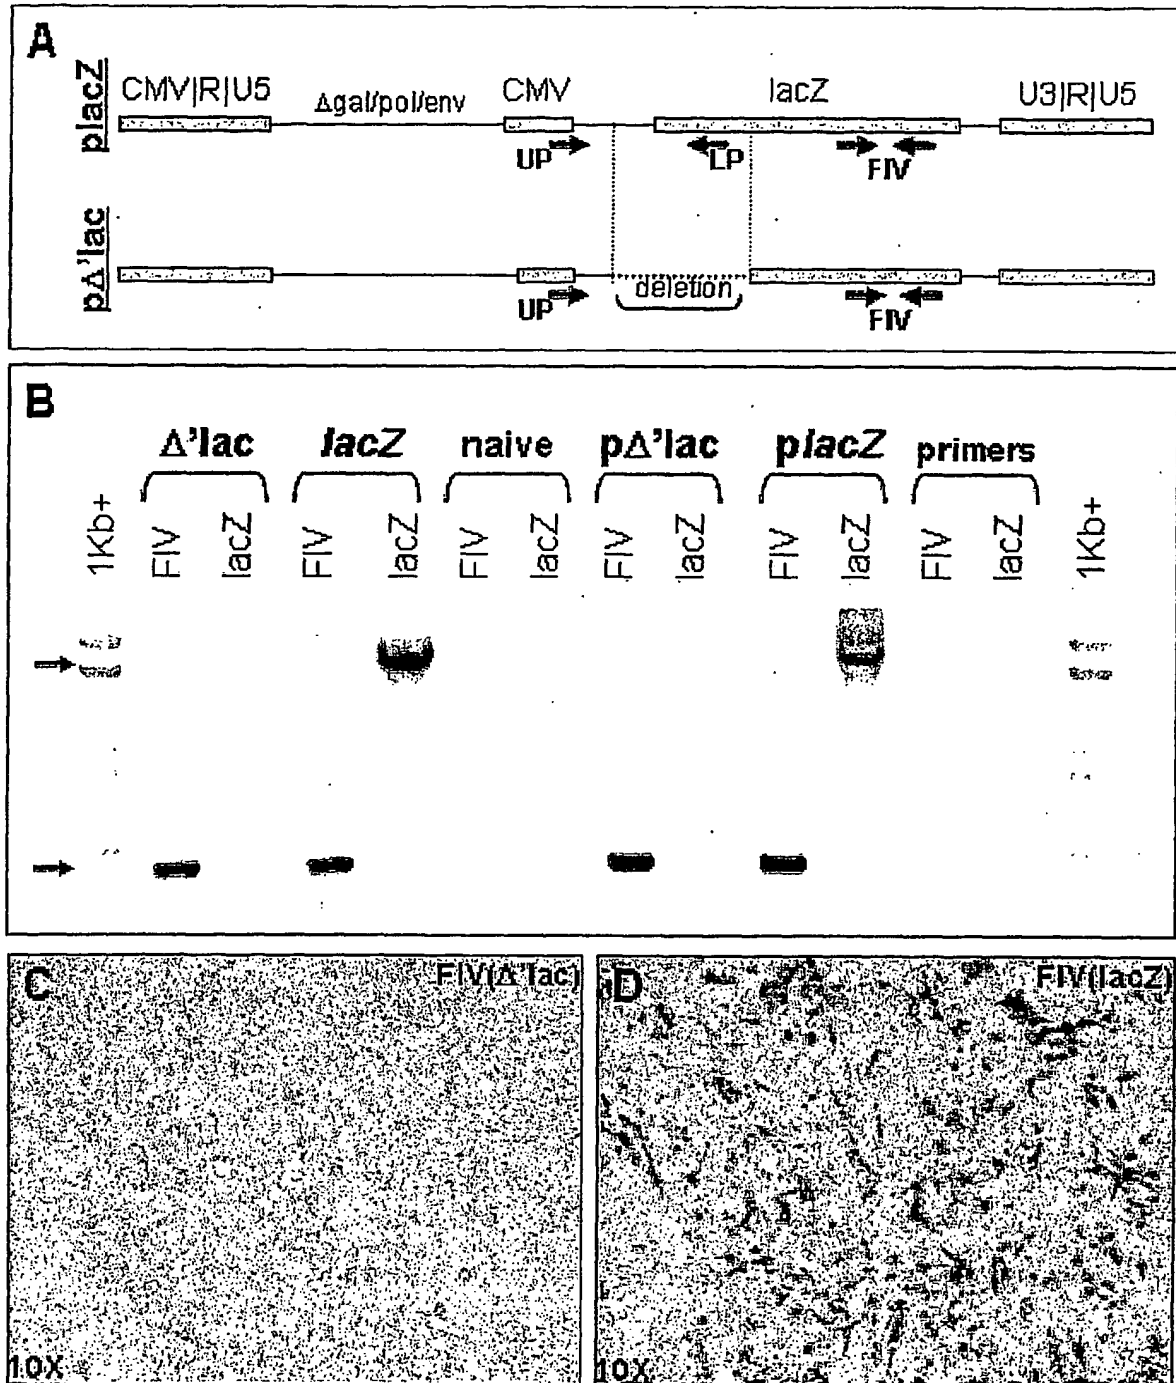 A
placZ
CMV|R|U5
Δgal/pol/env
CMV
lacZ
U3|R|U5
UP
LP
FIV
pΔ'lac
UP
deletion
FIV
B
Δ'lac
lacZ
naive
pΔ'lac
placZ
primers
1Kb+
FIV
lacZ
FIV
lacZ
FIV
lacZ
FIV
lacZ
FIV
lacZ
FIV
lacZ
1Kb+
C
FIV(Δ'lac)
10X
D
FIV(lacZ)
10X